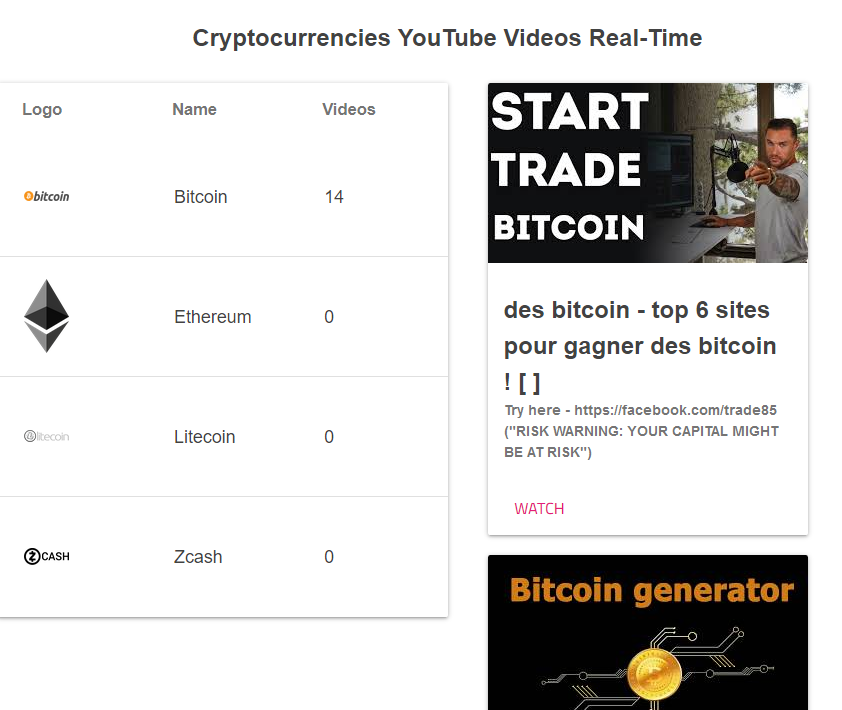 Cryptocurrencies YouTube Videos Real-Time
Logo Name Videos
bitcoin Bitcoin 14
Ethereum 0
litecoin Litecoin 0
ZCASH Zcash 0
START
TRADE
BITCOIN
des bitcoin - top 6 sites
pour gagner des bitcoin
! [ ]
Try here - https://facebook.com/trade85
("RISK WARNING: YOUR CAPITAL MIGHT
BE AT RISK")
WATCH
Bitcoin generator